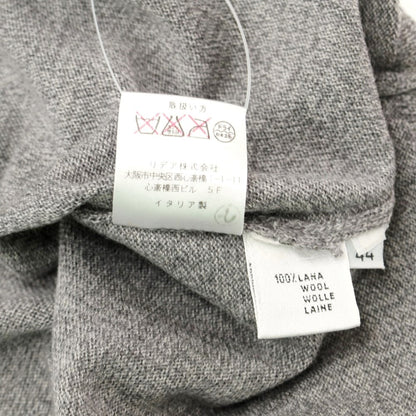 取扱い方
リデア株式会社
大阪市中央区西心斎橋
心斎橋西ビル 5F
イタリア製
100% LANA
WOOL
WOLLE
LAINE
44